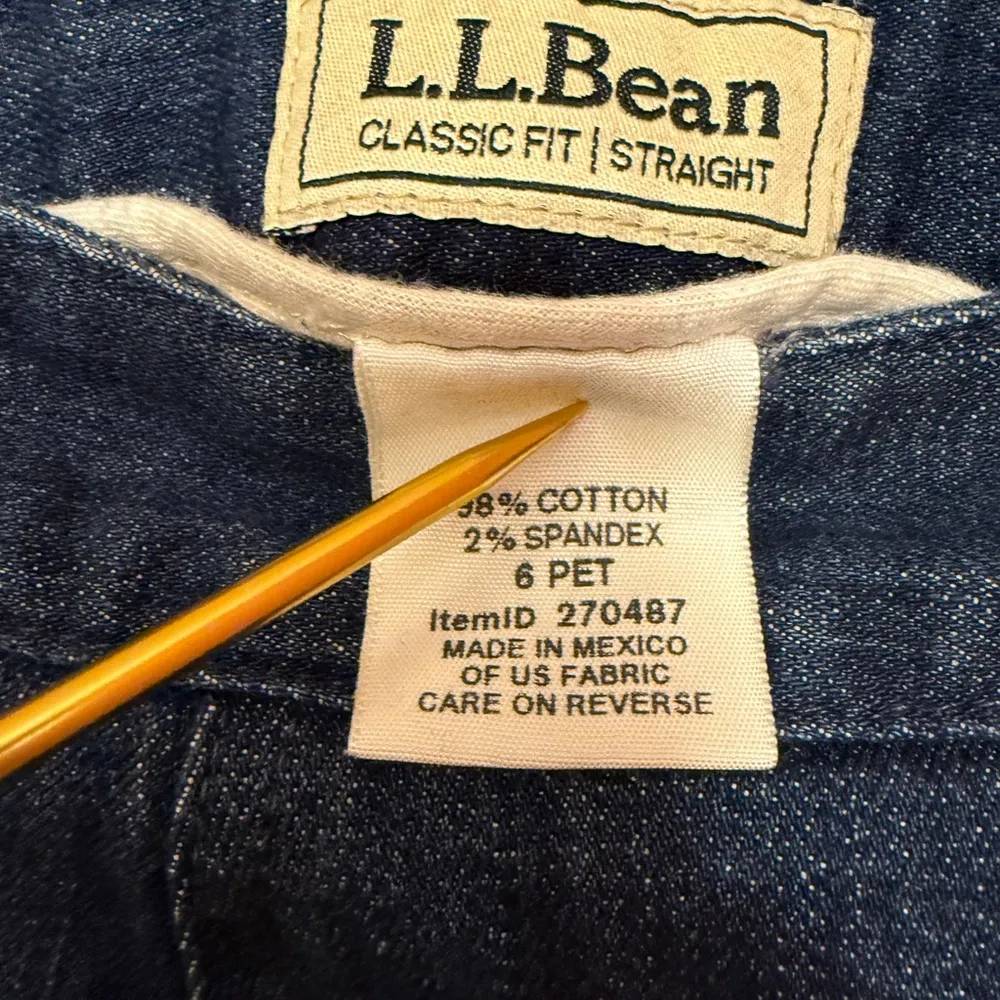 L.L.Bean
CLASSIC FIT | STRAIGHT
98% COTTON
2% SPANDEX
6 PET
ItemID 270487
MADE IN MEXICO
OF US FABRIC
CARE ON REVERSE